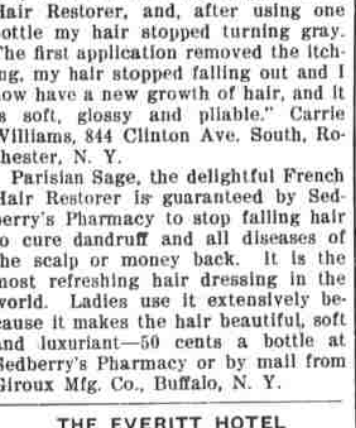 Hair Restorer, and, after using one
bottle my hair stopped turning gray.
The first application removed the itch-
ing, my hair stopped falling out and I
now have a new growth of hair, and it
is soft, glossy and pliable." Carrie
Williams, 844 Clinton Ave. South, Ro-
chester, N. Y.
Parisian Sage, the delightful French
Hair Restorer is guaranteed by Sed-
berry's Pharmacy to stop falling hair
to cure dandruff and all diseases of
the scalp or money back. It is the
most refreshing hair dressing in the
world. Ladies use it extensively be-
cause it makes the hair beautiful, soft
and luxuriant—50 cents a bottle at
Sedberry's Pharmacy or by mail from
Giroux Mfg. Co., Buffalo, N. Y.
THE EVERITT HOTEL